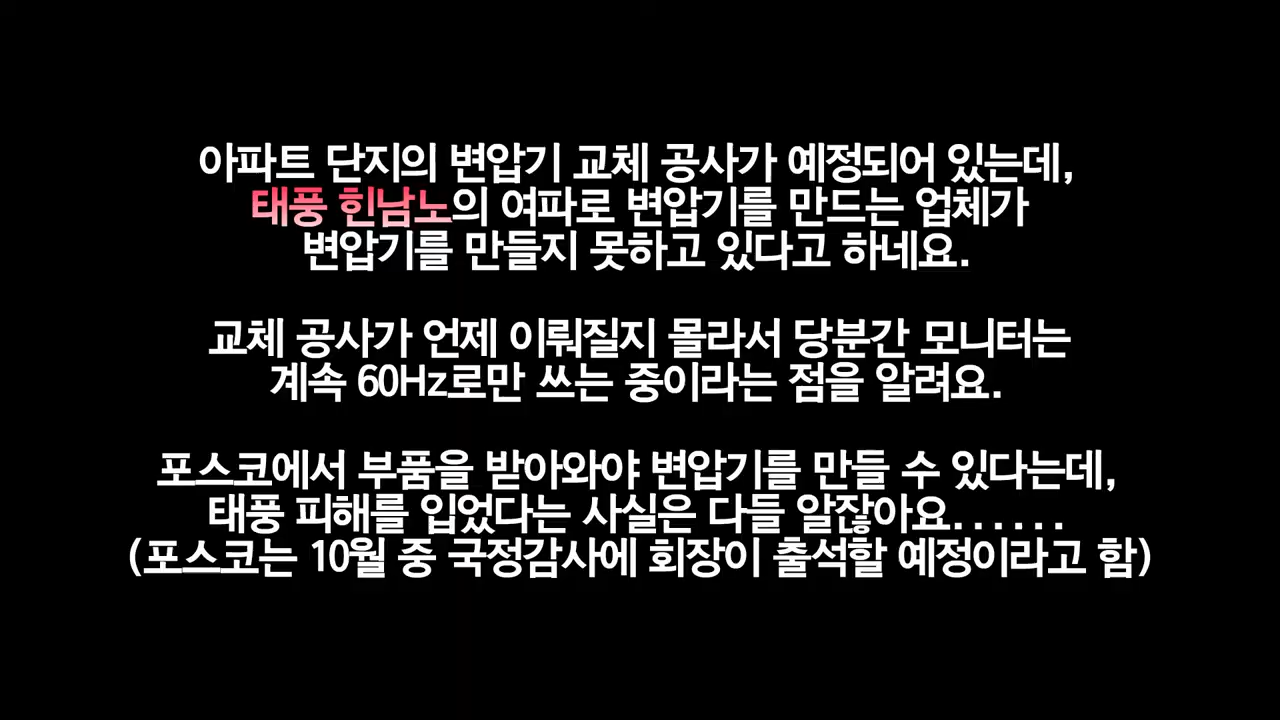 아파트 단지의 변압기 교체 공사가 예정되어 있는데,
태풍 힌남노의 여파로 변압기를 만드는 업체가
변압기를 만들지 못하고 있다고 하네요.
교체 공사가 언제 이뤄질지 몰라서 당분간 모니터는
계속 60Hz로만 쓰는 중이라는 점을 알려요.
포스코에서 부품을 받아와야 변압기를 만들 수 있다는데,
태풍 피해를 입었다는 사실은 다들 알잖아요......
(포스코는 10월 중 국정감사에 회장이 출석할 예정이라고 함)